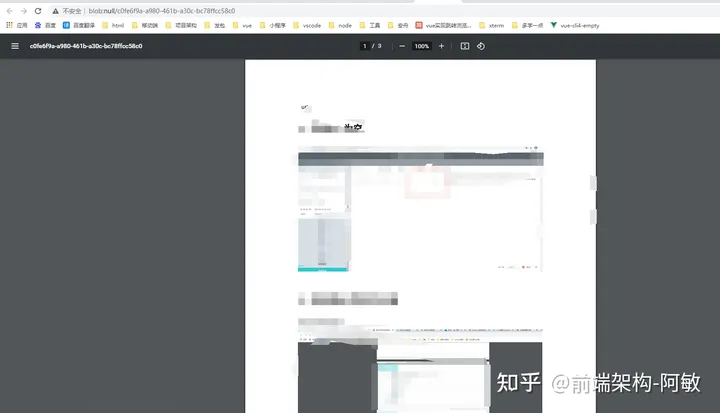 不安全 | blob:null/c0fe6f9a-a980-461b-a30c-bc78ffcc58c0
应用 百度 百度翻译 html 移动端 项目架构 发包 vue 小程序 vscode node 工具 vue实现跳转浏览... xterm 多学一点 vue-cli4-empty
c0fe6f9a-a980-461b-a30c-bc78ffcc58c0 1 / 3 100%
为空
知乎 @前端架构-阿敏